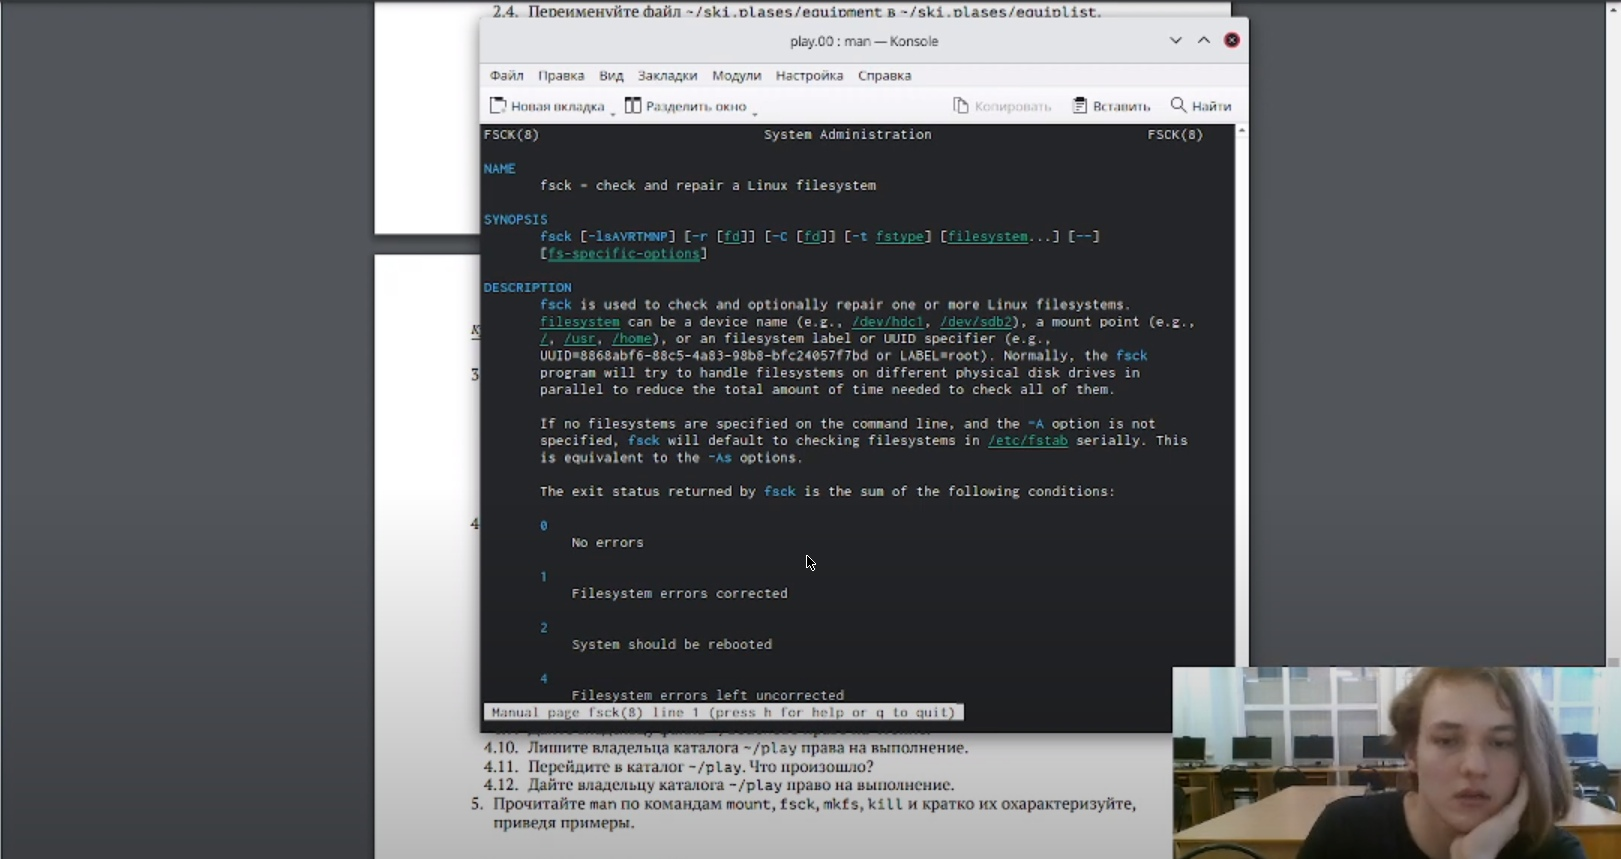 2.4. Переименуйте файл ~/ski.plases/equipment в ~/ski.plases/equiplist.
play.00 : man — Konsole
Файл Правка Вид Закладки Модули Настройка Справка
Новая вкладка Разделить окно Копировать Вставить Найти
FSCK(8) System Administration FSCK(8)
NAME
fsck - check and repair a Linux filesystem
SYNOPSIS
fsck [-lsAVRTMNP] [-r [fd]] [-C [fd]] [-t fstype] [filesystem...] [--]
[fs-specific-options]
DESCRIPTION
fsck is used to check and optionally repair one or more Linux filesystems.
filesystem can be a device name (e.g., /dev/hdc1, /dev/sdb2), a mount point (e.g.,
/, /usr, /home), or an filesystem label or UUID specifier (e.g.,
UUID=8868abf6-88c5-4a83-98b8-bfc24057f7bd or LABEL=root). Normally, the fsck
program will try to handle filesystems on different physical disk drives in
parallel to reduce the total amount of time needed to check all of them.
If no filesystems are specified on the command line, and the -A option is not
specified, fsck will default to checking filesystems in /etc/fstab serially. This
is equivalent to the -As options.
The exit status returned by fsck is the sum of the following conditions:
0
No errors
1
Filesystem errors corrected
2
System should be rebooted
4
Filesystem errors left uncorrected
Manual page fsck(8) line 1 (press h for help or q to quit)
3
4
4.10. Лишите владельца каталога ~/play права на выполнение.
4.11. Перейдите в каталог ~/play. Что произошло?
4.12. Дайте владельцу каталога ~/play право на выполнение.
5. Прочитайте man по командам mount, fsck, mkfs, kill и кратко их охарактеризуйте,
приведя примеры.